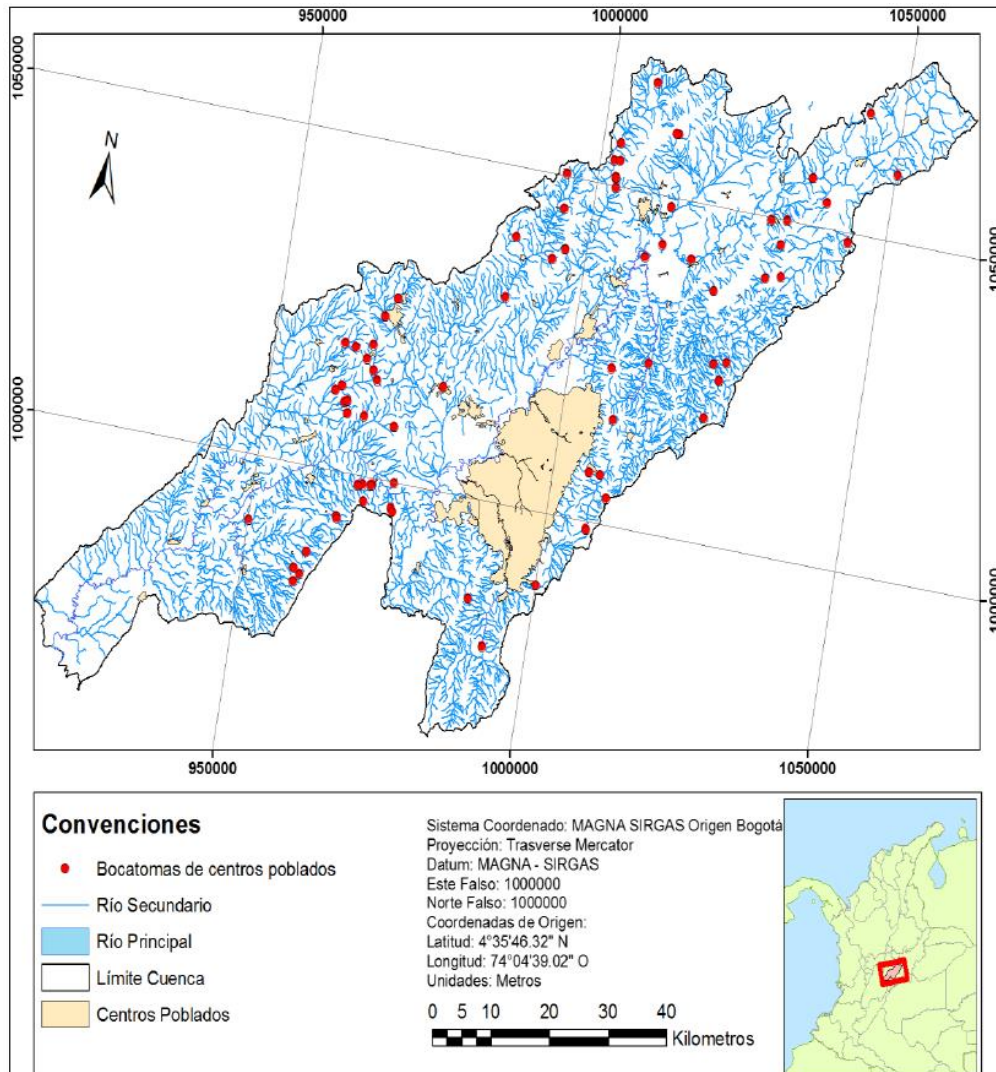 950000
1000000
1050000
1050000
N
1050000
1000000
1000000
950000
1000000
1050000
Convenciones
Bocatomas de centros poblados
Río Secundario
Río Principal
Límite Cuenca
Centros Poblados
Sistema Coordenado: MAGNA SIRGAS Origen Bogotá
Proyección: Trasverse Mercator
Datum: MAGNA - SIRGAS
Este Falso: 1000000
Norte Falso: 1000000
Coordenadas de Origen:
Latitud: 4°35'46.32" N
Longitud: 74°04'39.02" O
Unidades: Metros
0 5 10 20 30 40
Kilometros